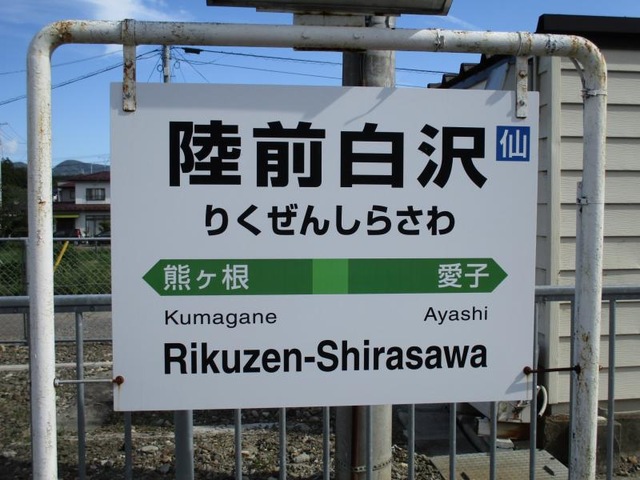 陸前白沢 仙
りくぜんしらさわ
熊ヶ根 愛子
Kumagane Ayashi
Rikuzen-Shirasawa